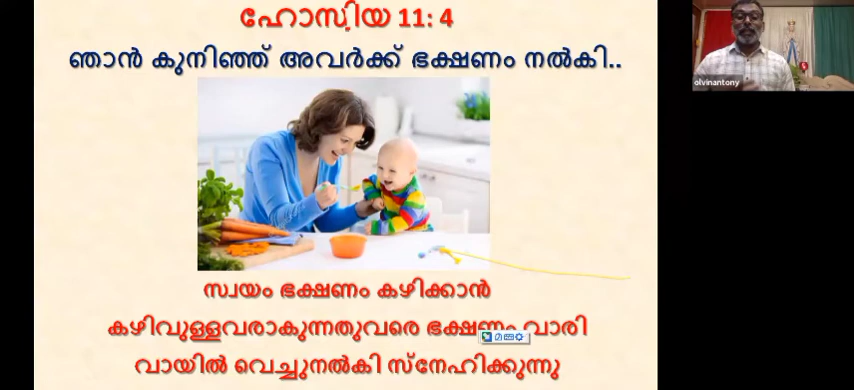 ഹോസിയ 11: 4
ഞാൻ കുനിഞ്ഞ് അവർക്ക് ഭക്ഷണം നൽകി..
olvinantony
സ്വയം ഭക്ഷണം കഴിക്കാൻ
കഴിവുള്ളവരാകുന്നതുവരെ ഭക്ഷണം വാരി
വായിൽ വെച്ചുനൽകി സ്നേഹിക്കുന്നു